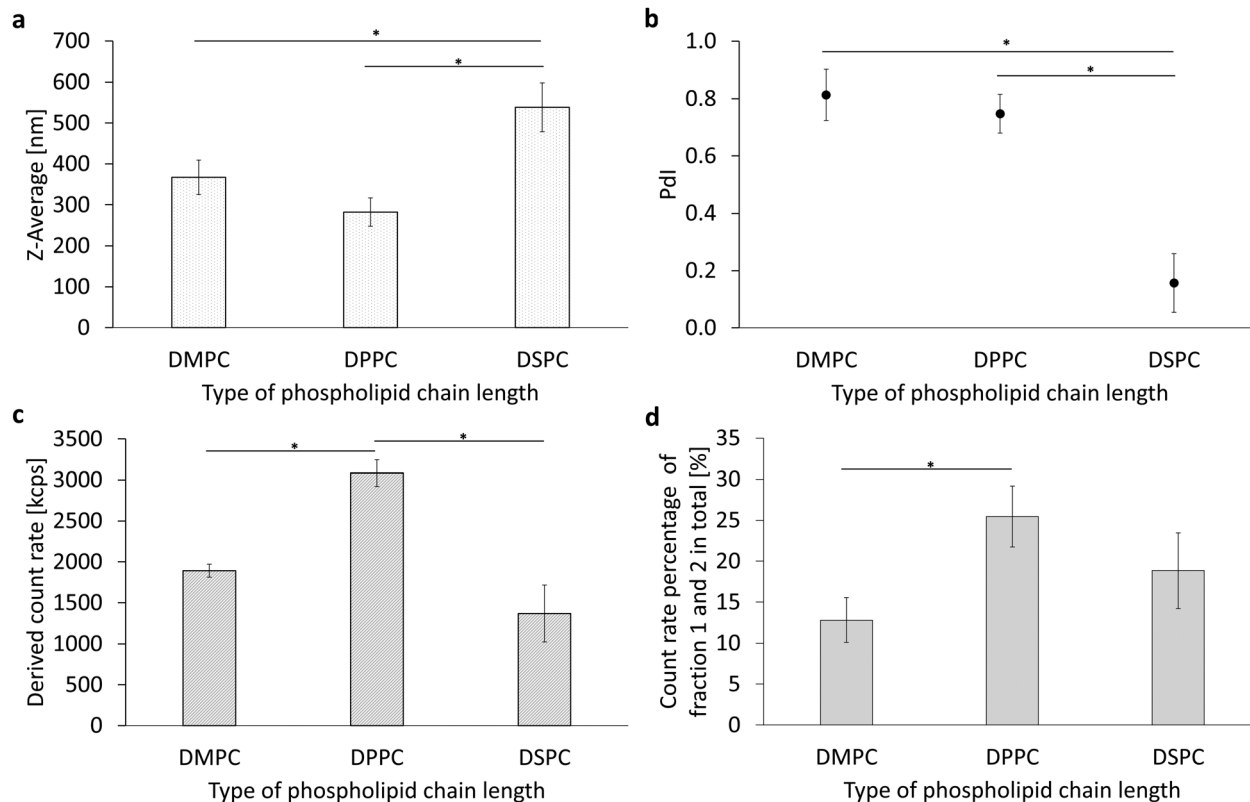 a
700
600
500
400
300
200
100
0
Z-Average [nm]
*
*
DMPC DPPC DSPC
Type of phospholipid chain length
b
1.0
0.8
0.6
0.4
0.2
0.0
PdI
*
*
DMPC DPPC DSPC
Type of phospholipid chain length
c
3500
3000
2500
2000
1500
1000
500
0
Derived count rate [kcps]
*
*
DMPC DPPC DSPC
Type of phospholipid chain length
d
35
30
25
20
15
10
5
0
Count rate percentage of
fraction 1 and 2 in total [%]
*
DMPC DPPC DSPC
Type of phospholipid chain length